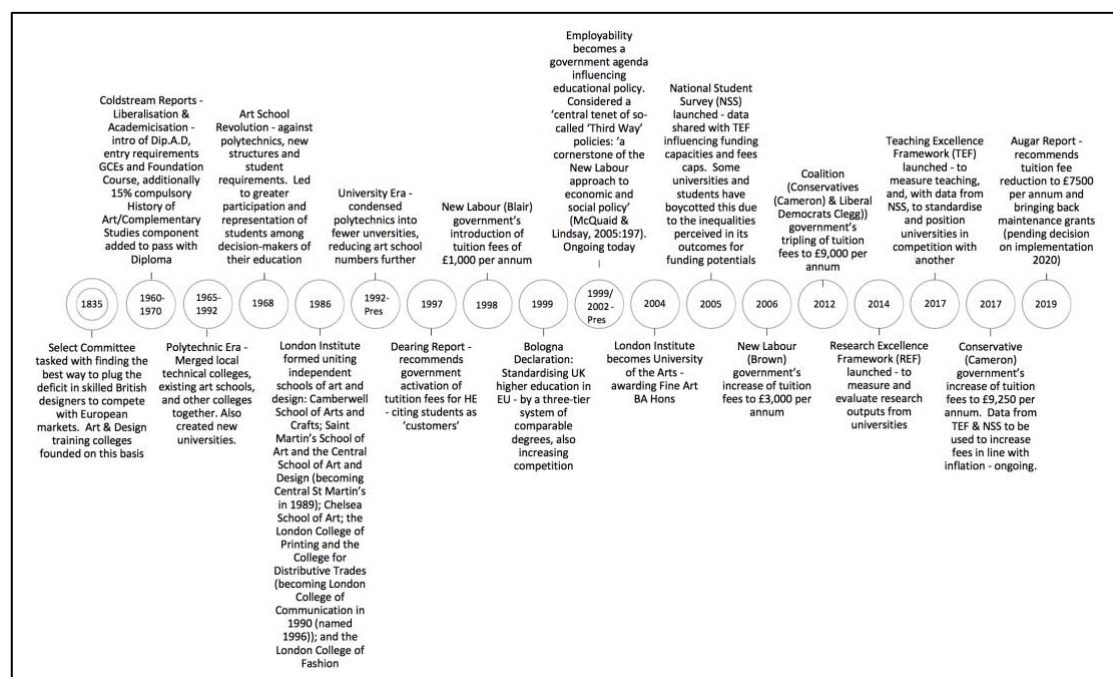 Coldstream Reports -
Liberalisation &
Academicisation -
intro of Dip.A.D,
entry requirements
GCEs and Foundation
Course, additionally
15% compulsory
History of
Art/Complementary
Studies component
added to pass with
Diploma
Art School
Revolution - against
polytechnics, new
structures and
student
requirements. Led
to greater
participation and
representation of
students among
decision-makers of
their education
University Era -
condensed
polytechnics into
fewer unversities,
reducing art school
numbers further
New Labour (Blair)
government's
introduction of
tuition fees of
£1,000 per annum
Employability
becomes a
government agenda
influencing
educational policy.
Considered a
'central tenet of so-
called 'Third Way'
policies: 'a
cornerstone of the
New Labour
approach to
economic and
social policy'
(McQuaid &
Lindsay, 2005:197).
Ongoing today
National Student
Survey (NSS)
launched - data
shared with TEF
influencing funding
capacities and fees
caps. Some
universities and
students have
boycotted this due
to the inequalities
perceived in its
outcomes for
funding potentials
Coalition
(Conservatives
(Cameron) & Liberal
Democrats Clegg))
government's
tripling of tuition
fees to £9,000 per
annum
Teaching Excellence
Framework (TEF)
launched - to
measure teaching,
and, with data from
NSS, to standardise
and position
universities in
competition with
another
Augar Report -
recommends
tuition fee
reduction to £7500
per annum and
bringing back
maintenance grants
(pending decision
on implementation
2020)
1835
1960-
1970
1965-
1992
1968
1986
1992-
Pres
1997
1998
1999
1999/
2002-
Pres
2004
2005
2006
2012
2014
2017
2017
2019
Select Committee
tasked with finding the
best way to plug the
deficit in skilled British
designers to compete
with European
markets. Art & Design
training colleges
founded on this basis
Polytechnic Era -
Merged local
technical colleges,
existing art schools,
and other colleges
together. Also
created new
universities.
London Institute
formed uniting
independent
schools of art and
design: Camberwell
School of Arts and
Crafts; Saint
Martin's School of
Art and the Central
School of Art and
Design (becoming
Central St Martin's
in 1989); Chelsea
School of Art; the
London College of
Printing and the
College for
Distributive Trades
(becoming London
College of
Communication in
1990 (named
1996)); and the
London College of
Fashion
Dearing Report -
recommends
government
activation of
tutition fees for HE
- citing students as
'customers'
Bologna
Declaration:
Standardising UK
higher education in
EU - by a three-tier
system of
comparable
degrees, also
increasing
competition
London Institute
becomes University
of the Arts -
awarding Fine Art
BA Hons
New Labour (Brown)
government's
increase of tuition
fees to £3,000 per
annum
Research Excellence
Framework (REF)
launched - to
measure and
evaluate research
outputs from
universities
Conservative
(Cameron)
government's
increase of tuition
fees to £9,250 per
annum. Data from
TEF & NSS to be
used to increase
fees in line with
inflation - ongoing.